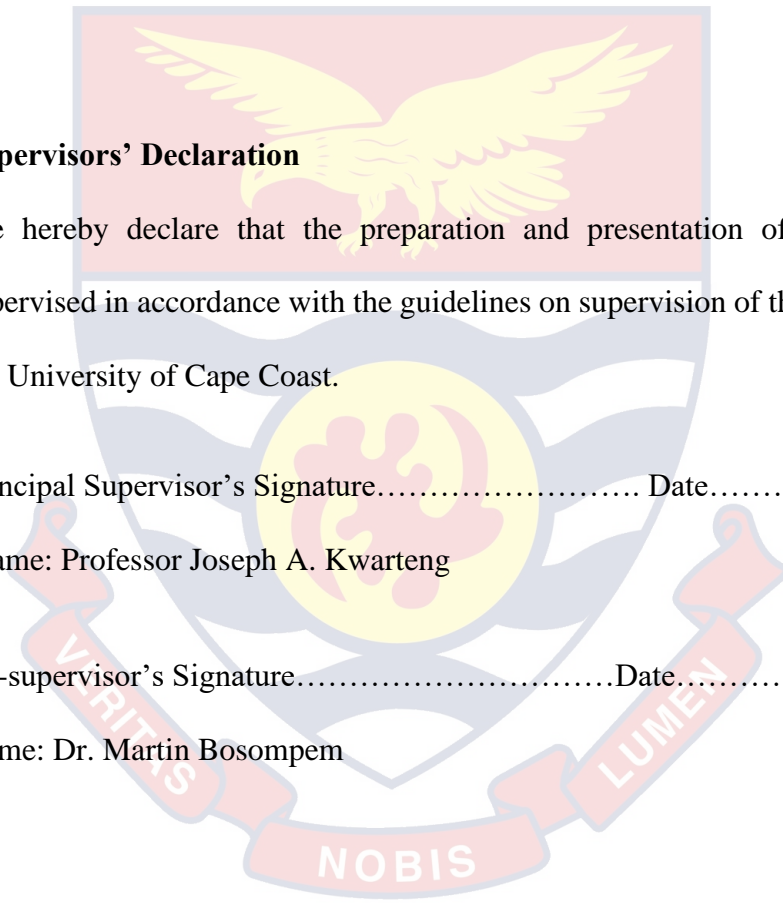 pervisors’ Declaration
e hereby declare that the preparation and presentation of
pervised in accordance with the guidelines on supervision of th
University of Cape Coast.
ncipal Supervisor’s Signature……………………. Date………
ame: Professor Joseph A. Kwarteng
-supervisor’s Signature…………………………Date…………
me: Dr. Martin Bosompem
VERITAS
NOBIS
LUMEN